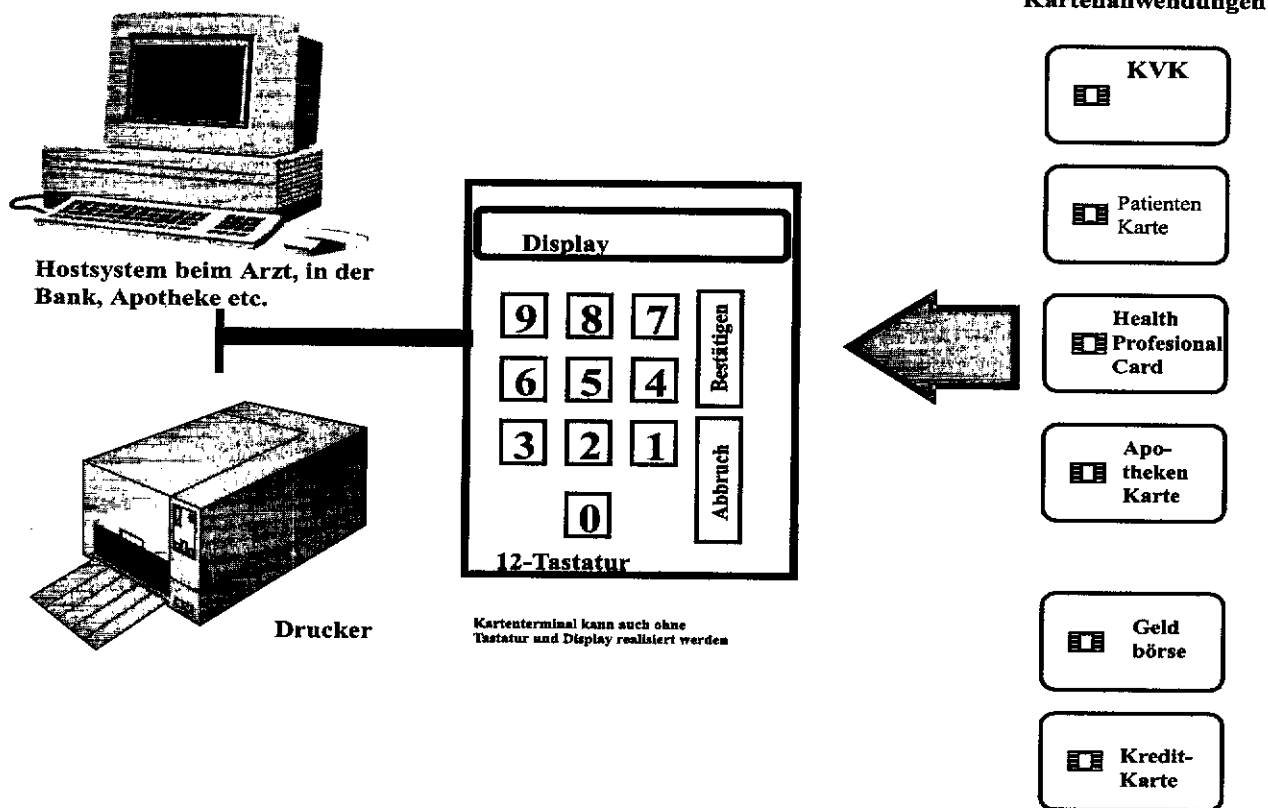 Kartenanwendungen
KVK
Patienten
Karte
Health
Profesional
Card
Apo-
theken
Karte
Geld
börse
Kredit-
Karte
Hostsystem beim Arzt, in der
Bank, Apotheke etc.
Display
9 8 7
6 5 4
3 2 1
0
Bestätigen
Abbruch
12-Tastatur
Drucker
Kartenterminal kann auch ohne
Tastatur und Display realisiert werden